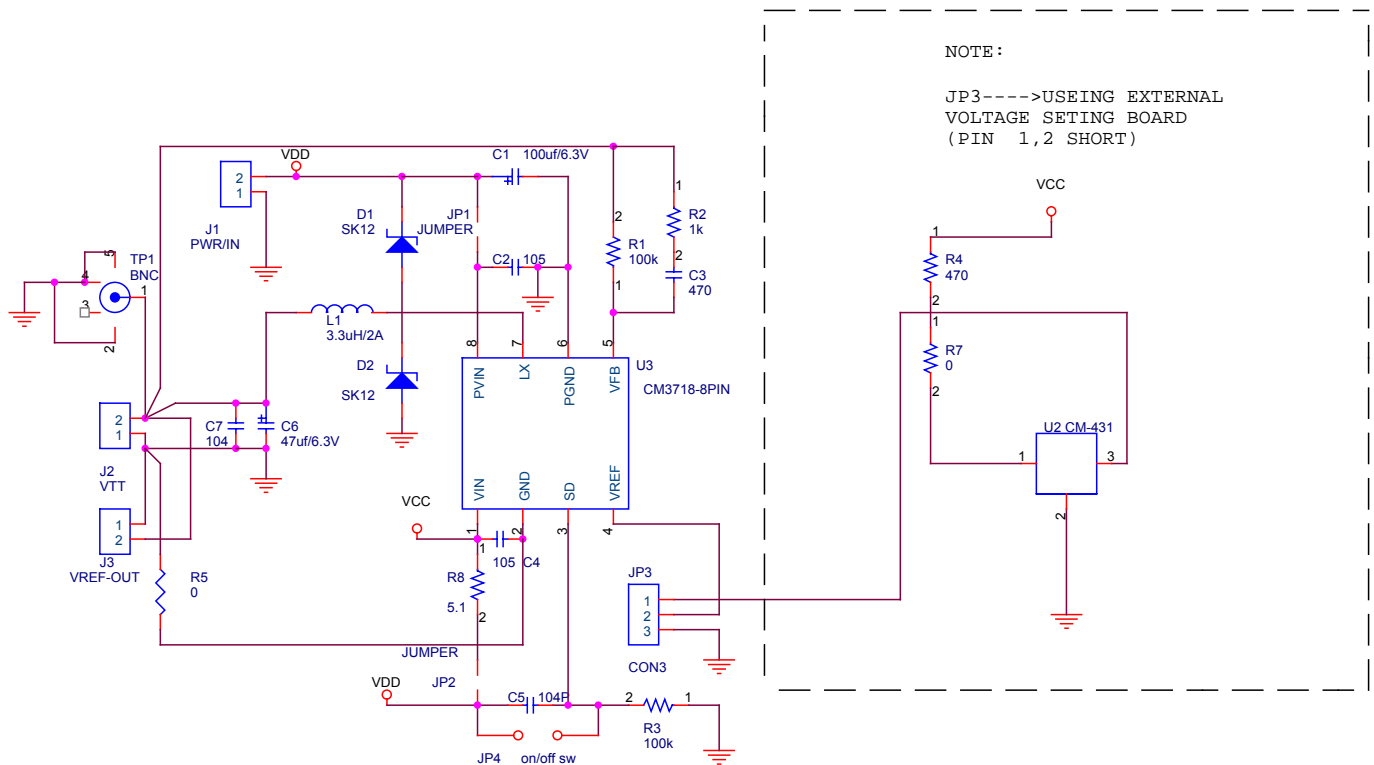 NOTE:
JP3---->USEING EXTERNAL
VOLTAGE SETING BOARD
(PIN 1,2 SHORT)
VDD
C1 100uf/6.3V
2
1
J1
PWR/IN
D1
SK12
JP1
JUMPER
C2 105
2
R1
100k
1
1
R2
1k
2
C3
470
VCC
1
R4
470
2
1
R7
0
2
TP1
BNC
5
4
3
1
2
L1
3.3uH/2A
D2
SK12
8
7
6
5
PVIN
LX
PGND
VFB
U3
CM3718-8PIN
VIN
GND
SD
VREF
1
2
3
4
U2 CM-431
1
3
2
2
1
J2
VTT
C7
104
C6
47uf/6.3V
1
2
J3
VREF-OUT
R5
0
VCC
105 C4
1
R8
5.1
2
JUMPER
JP2
JP3
1
2
3
CON3
VDD
C5 104P
2
1
R3
100k
JP4
on/off sw